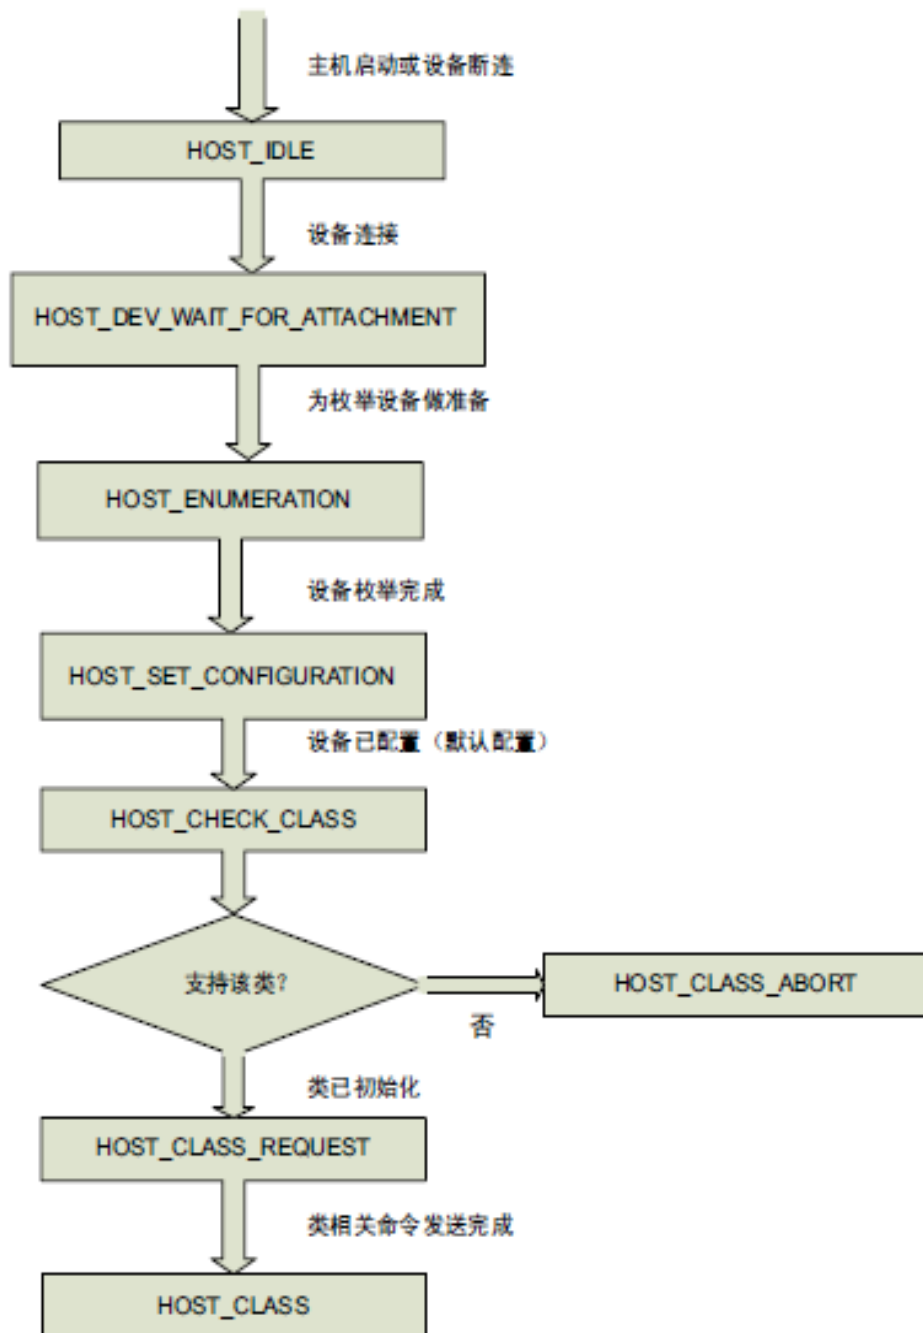 主机启动或设备断连
HOST_IDLE
设备连接
HOST_DEV_WAIT_FOR_ATTACHMENT
为枚举设备做准备
HOST_ENUMERATION
设备枚举完成
HOST_SET_CONFIGURATION
设备已配置（默认配置）
HOST_CHECK_CLASS
支持该类？
HOST_CLASS_ABORT
否
类已初始化
HOST_CLASS_REQUEST
类相关命令发送完成
HOST_CLASS